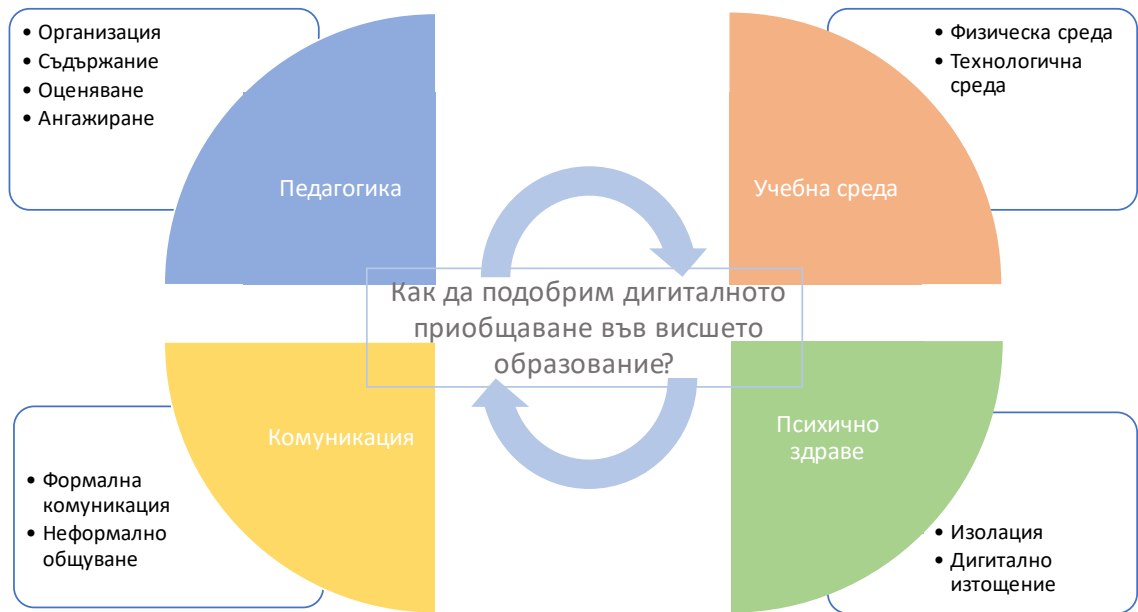 • Организация
• Съдържание
• Оценяване
• Ангажиране
Педагогика
• Физическа среда
• Технологична
среда
Учебна среда
Как да подобрим дигиталното
приобщаване във висшето
образование?
Комуникация
• Формална
комуникация
• Неформално
общуване
Психично
здраве
• Изолация
• Дигитално
изтощение